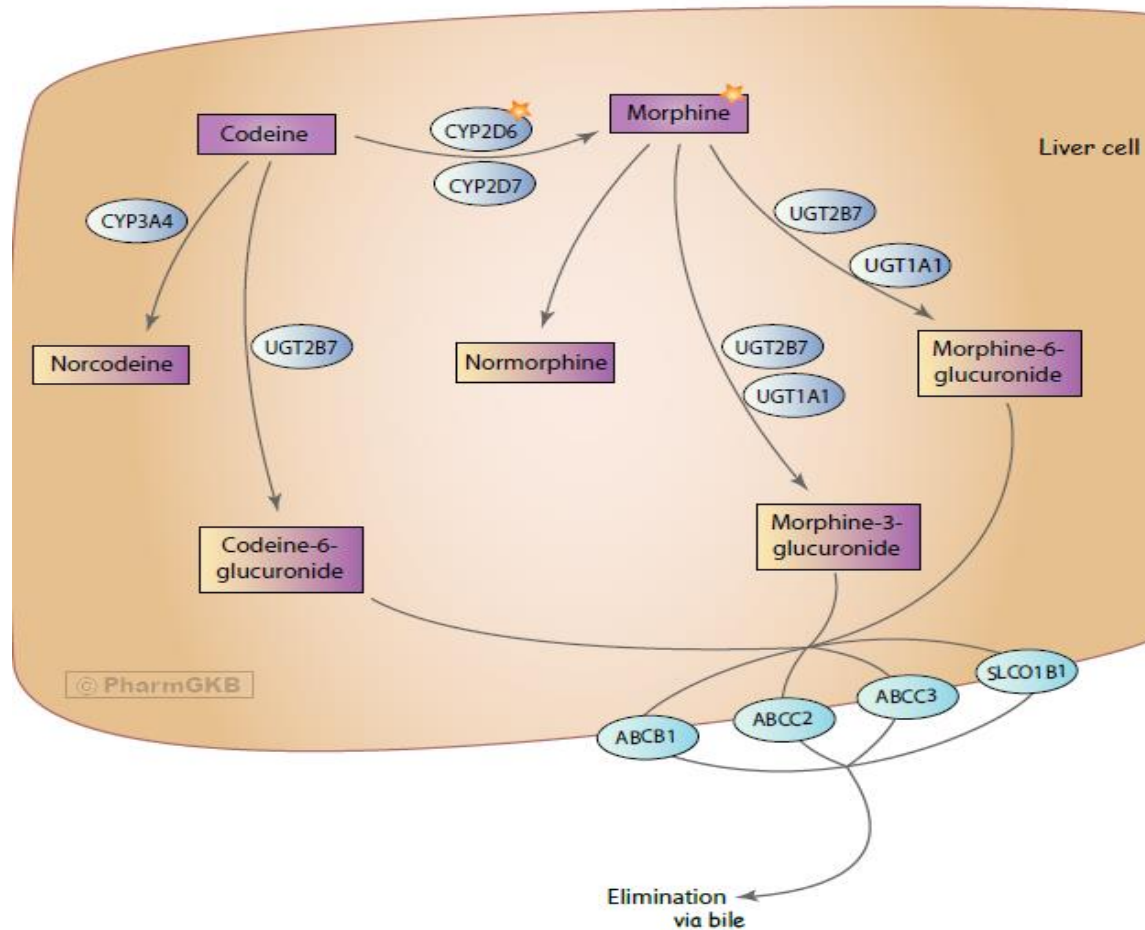 Codeine
CYP2D6
CYP2D7
Morphine
Liver cell
CYP3A4
UGT2B7
UGT1A1
Norcodeine
UGT2B7
Normorphine
UGT2B7
UGT1A1
Morphine-6-
glucuronide
Codeine-6-
glucuronide
Morphine-3-
glucuronide
© PharmGKB
ABCB1
ABCC2
ABCC3
SLCO1B1
Elimination
via bile